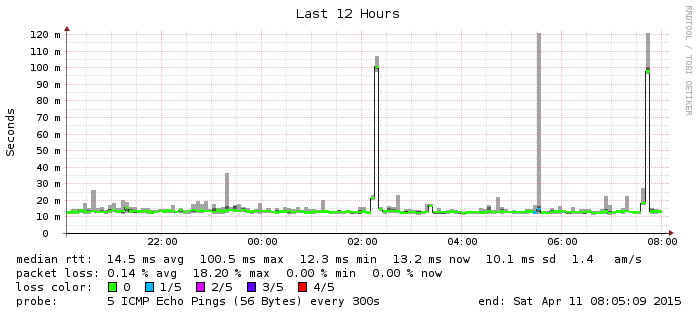 Last 12 Hours
RRDTOOL / TOBI OETIKER
Seconds
120 m
110 m
100 m
90 m
80 m
70 m
60 m
50 m
40 m
30 m
20 m
10 m
0
22:00 00:00 02:00 04:00 06:00 08:00
median rtt: 14.5 ms avg 100.5 ms max 12.3 ms min 13.2 ms now 10.1 ms sd 1.4 am/s
packet loss: 0.14 % avg 18.20 % max 0.00 % min 0.00 % now
loss color: 0 1/5 2/5 3/5 4/5
probe: 5 ICMP Echo Pings (56 Bytes) every 300s end: Sat Apr 11 08:05:09 2015